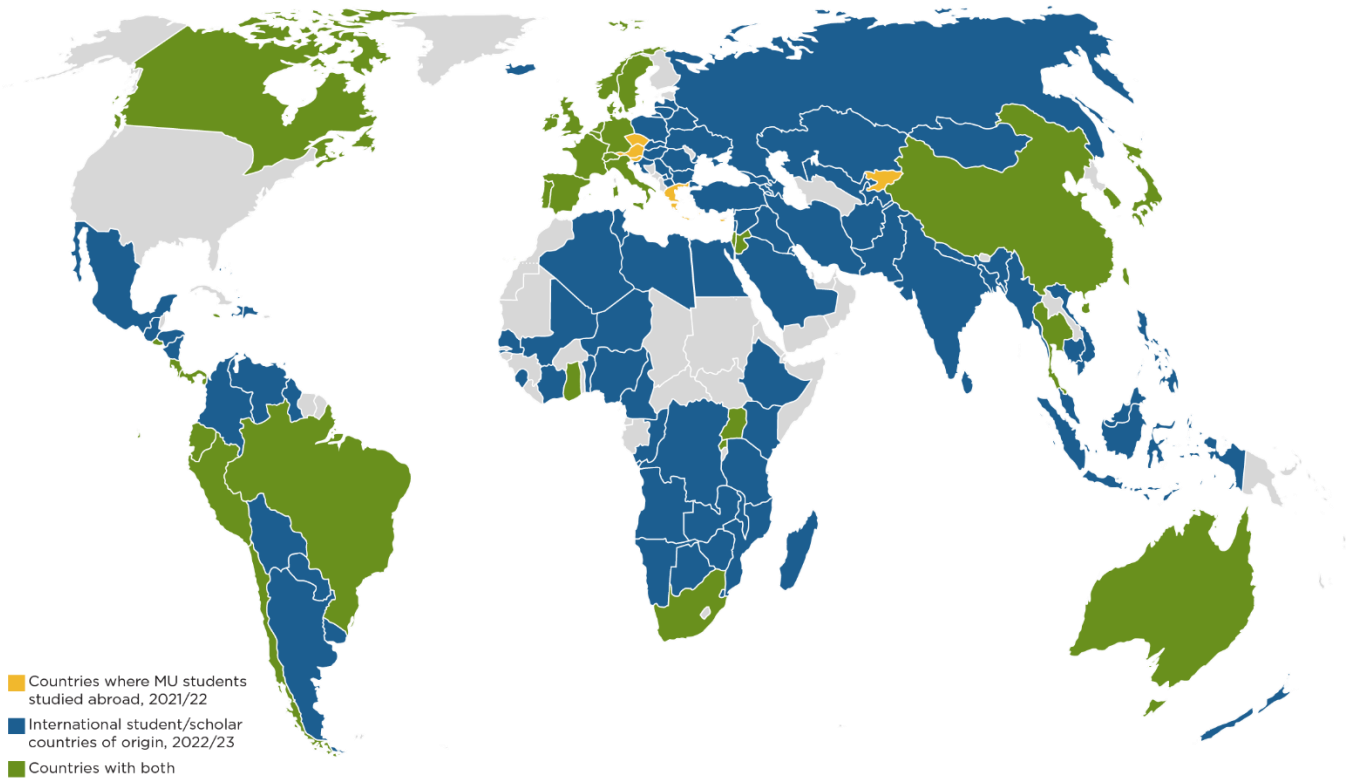 Countries where MU students
studied abroad, 2021/22
International student/scholar
countries of origin, 2022/23
Countries with both